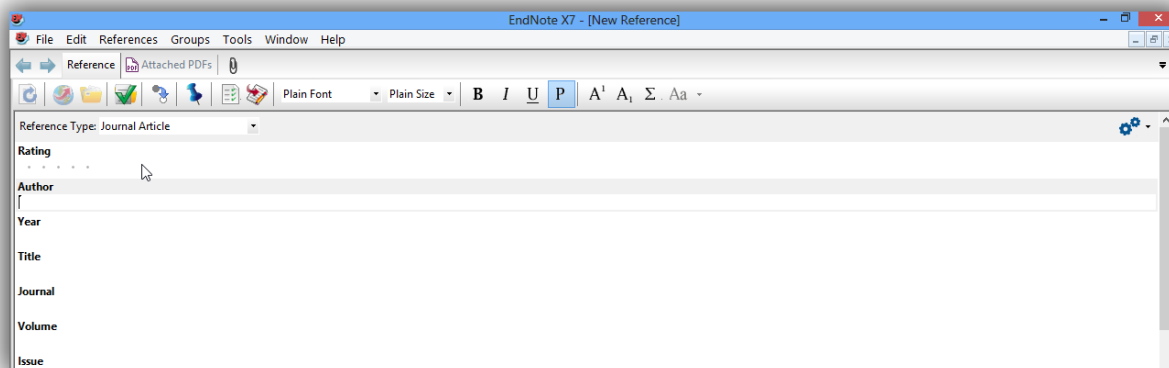 EndNote X7 - [New Reference]
File Edit References Groups Tools Window Help
Reference PDF Attached PDFs
Plain Font Plain Size B I U P A¹ A₁ Σ Aa
Reference Type: Journal Article
Rating
Author
Year
Title
Journal
Volume
Issue